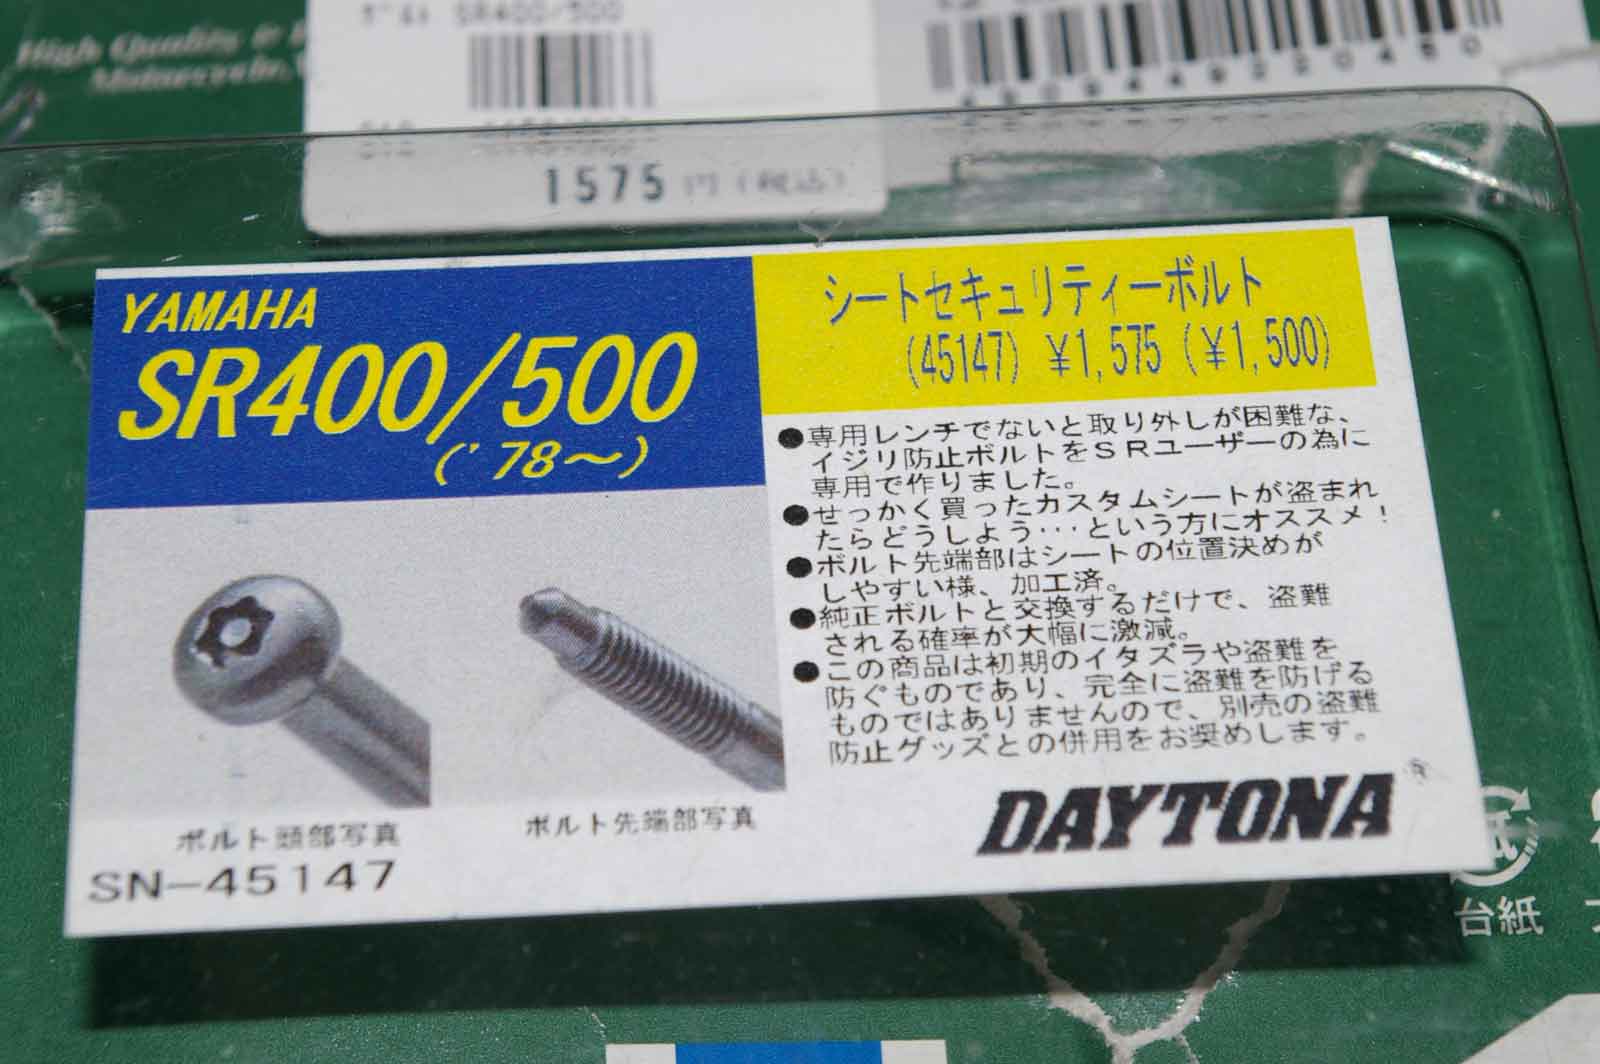 High Quality &
Motorcycle
SR400/500
1575円(税込)
YAMAHA
SR400/500
('78～)
シートセキュリティーボルト
(45147) ¥1,575 (¥1,500)
●専用レンチでないと取り外しが困難な、
イジリ防止ボルトをSRユーザーの為に
専用で作りました。
●せっかく買ったカスタムシートが盗まれ
たらどうしよう…という方にオススメ！
●ボルト先端部はシートの位置決めが
しやすい様、加工済。
●純正ボルトと交換するだけで、盗難
される確率が大幅に激減。
●この商品は初期のイタズラや盗難を
防ぐものであり、完全に盗難を防げる
ものではありませんので、別売の盗難
防止グッズとの併用をお奨めします。
ボルト頭部写真
ボルト先端部写真
SN-45147
DAYTONA
台紙